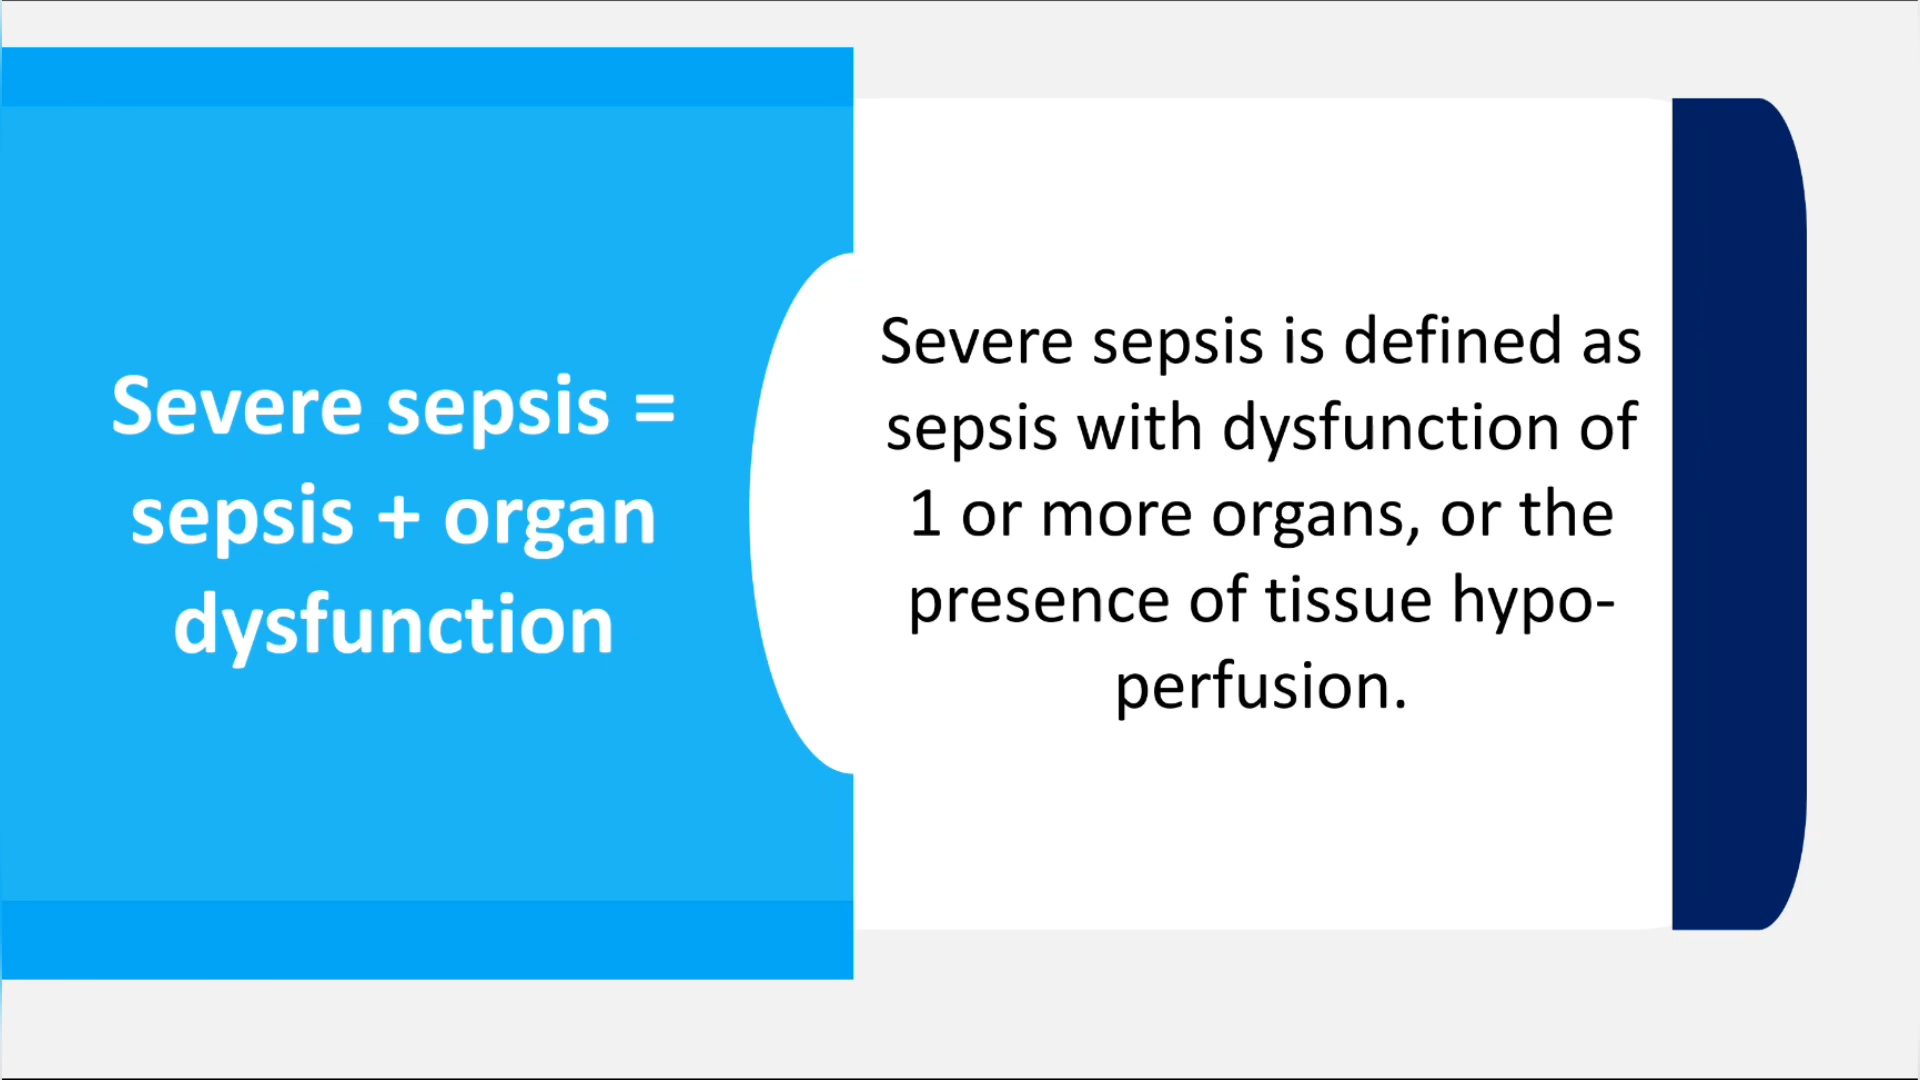 Severe sepsis =
sepsis + organ
dysfunction
Severe sepsis is defined as
sepsis with dysfunction of
1 or more organs, or the
presence of tissue hypo-
perfusion.